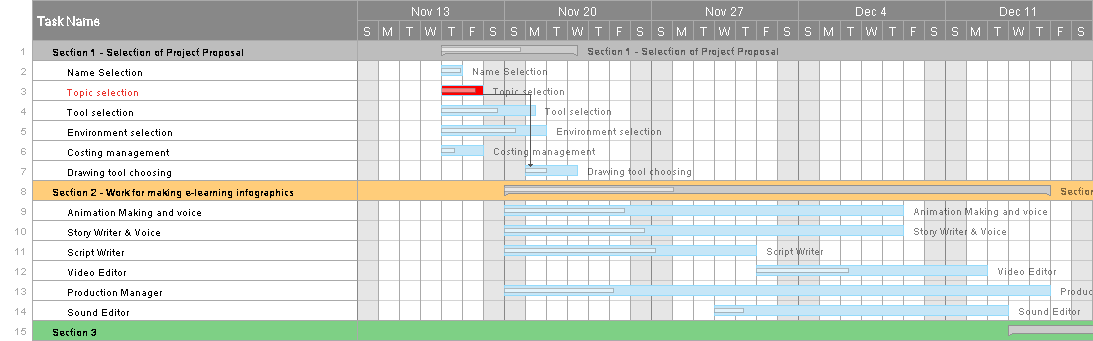 Task Name
Nov 13 Nov 20 Nov 27 Dec 4 Dec 11
S M T W T F S S M T W T F S S M T W T F S S M T W T F S S M T W T F S
1 Section 1 - Selection of Project Proposal Section 1 - Selection of Project Proposal
2 Name Selection Name Selection
3 Topic selection Topic selection
4 Tool selection Tool selection
5 Environment selection Environment selection
6 Costing management Costing management
7 Drawing tool choosing Drawing tool choosing
8 Section 2 - Work for making e-learning infographics Section
9 Animation Making and voice Animation Making and voice
10 Story Writer & Voice Story Writer & Voice
11 Script Writer Script Writer
12 Video Editor Video Editor
13 Production Manager Produc
14 Sound Editor Sound Editor
15 Section 3